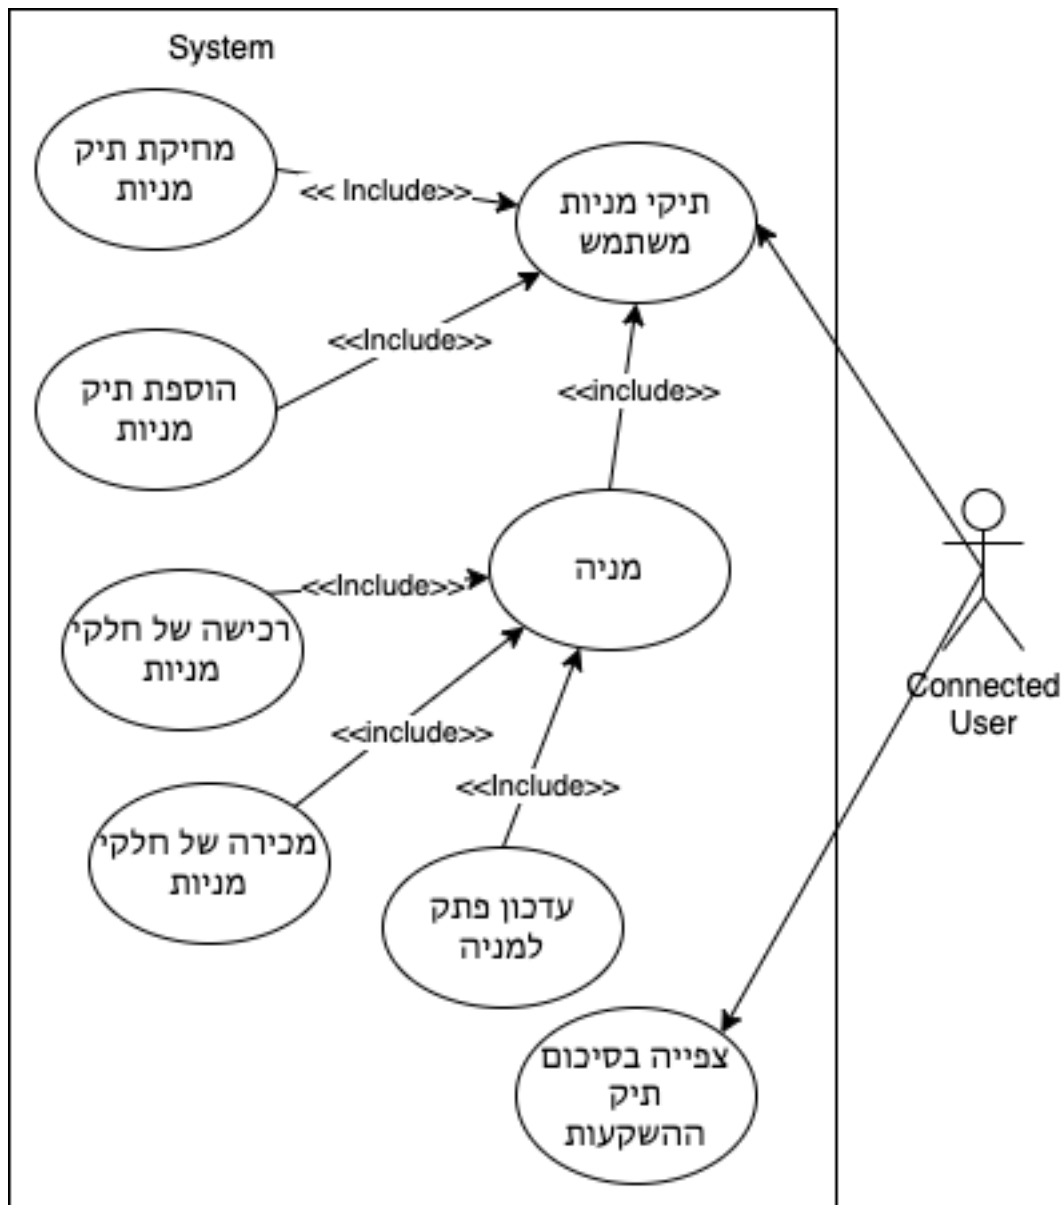 System
מחיקת תיק
מניות
<< Include>>
תיקי מניות
משתמש
<<Include>>
הוספת תיק
מניות
<<include>>
מניה
<<Include>>
רכישה של חלקי
מניות
<<include>>
מכירה של חלקי
מניות
<<Include>>
עדכון פתק
למניה
צפייה בסיכום
תיק
ההשקעות
Connected
User